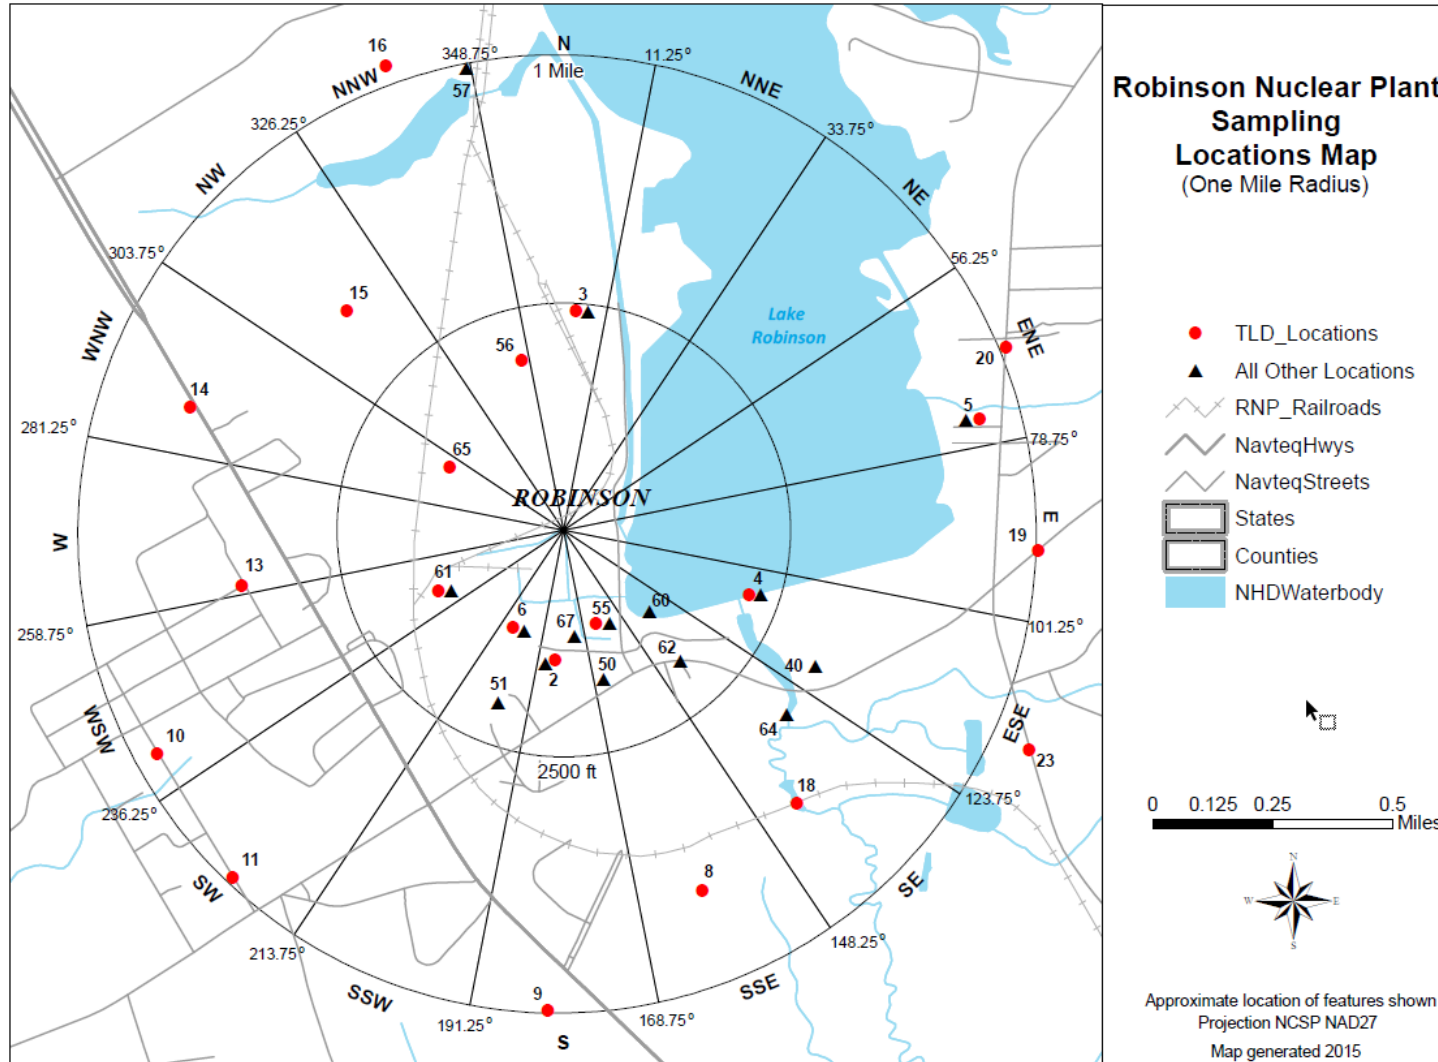 N
1 Mile
11.25°
NNE
33.75°
NE
56.25°
ENE
20
5
78.75°
E
19
101.25°
ESE
23
123.75°
SE
148.25°
SSE
168.75°
S
9
191.25°
SSW
213.75°
SW
11
236.25°
WSW
10
258.75°
W
13
281.25°
14
WNW
303.75°
NW
326.25°
NNW
16
348.75°
57
15
3
56
65
ROBINSON
Lake
Robinson
61
6
67
55
60
4
2
50
62
40
51
64
2500 ft
18
8
Robinson Nuclear Plant
Sampling
Locations Map
(One Mile Radius)
TLD_Locations
All Other Locations
RNP_Railroads
NavteqHwys
NavteqStreets
States
Counties
NHDWaterbody
0 0.125 0.25 0.5
Miles
N
W E
S
Approximate location of features shown
Projection NCSP NAD27
Map generated 2015